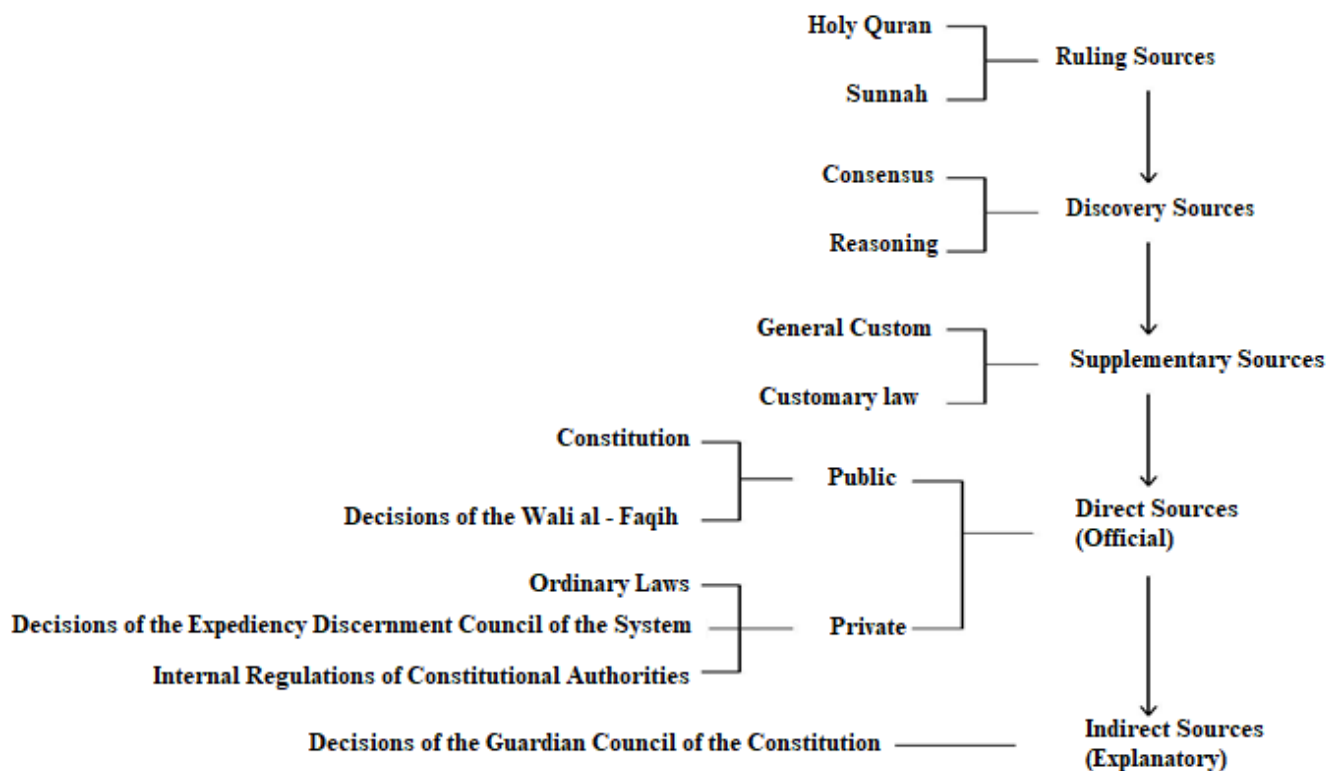 Holy Quran
Ruling Sources
Sunnah
Consensus
Discovery Sources
Reasoning
General Custom
Supplementary Sources
Customary law
Constitution
Public
Decisions of the Wali al - Faqih
Direct Sources
(Official)
Ordinary Laws
Decisions of the Expediency Discernment Council of the System
Private
Internal Regulations of Constitutional Authorities
Decisions of the Guardian Council of the Constitution
Indirect Sources
(Explanatory)